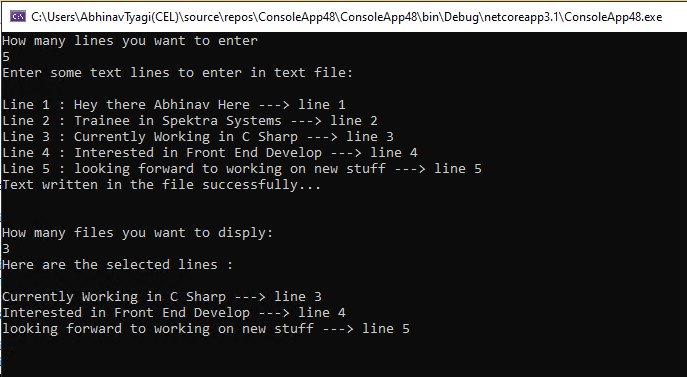 C:\Users\AbhinavTyagi(CEL)\source\repos\ConsoleApp48\ConsoleApp48\bin\Debug\netcoreapp3.1\ConsoleApp48.exe
How many lines you want to enter
5
Enter some text lines to enter in text file:
Line 1 : Hey there Abhinav Here ---> line 1
Line 2 : Trainee in Spektra Systems ---> line 2
Line 3 : Currently Working in C Sharp ---> line 3
Line 4 : Interested in Front End Develop ---> line 4
Line 5 : looking forward to working on new stuff ---> line 5
Text written in the file successfully...
How many files you want to disply:
3
Here are the selected lines :
Currently Working in C Sharp ---> line 3
Interested in Front End Develop ---> line 4
looking forward to working on new stuff ---> line 5